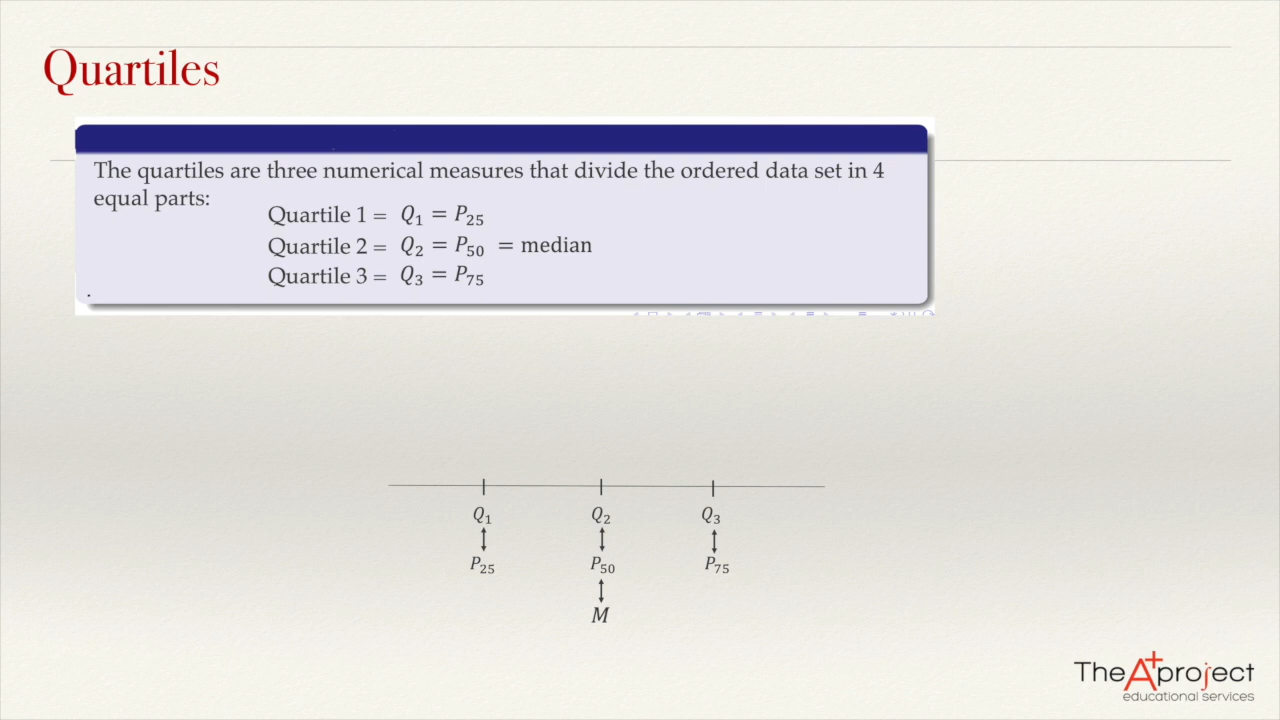 Quartiles
The quartiles are three numerical measures that divide the ordered data set in 4
equal parts:
Quartile 1 = Q₁ = P₂₅
Quartile 2 = Q₂ = P₅₀ = median
Quartile 3 = Q₃ = P₇₅
.
Q₁ Q₂ Q₃
P₂₅ P₅₀ P₇₅
M
The A+ project
educational services